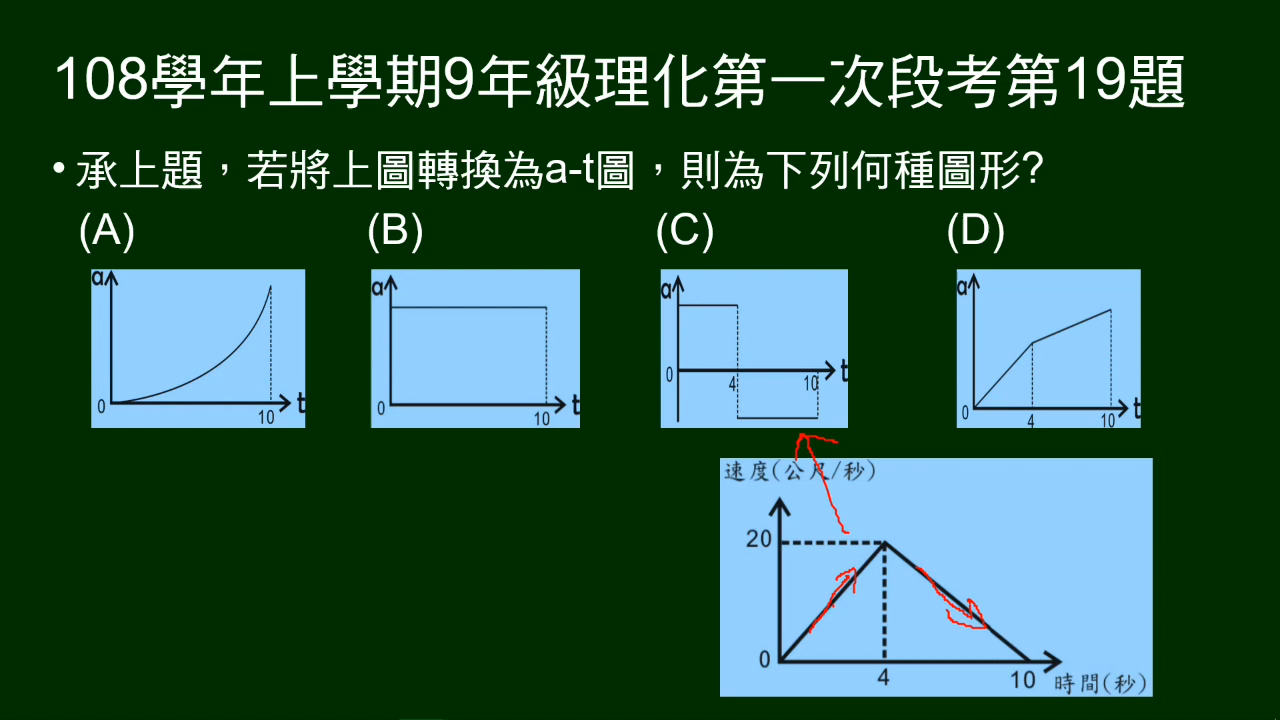 108學年上學期9年級理化第一次段考第19題
• 承上題，若將上圖轉換為a-t圖，則為下列何種圖形?
(A) (B) (C) (D)
a
0
10
t
a
0
10
t
a
0
4
10
t
a
0
4
10
t
速度(公尺/秒)
20
0
4
10
時間(秒)